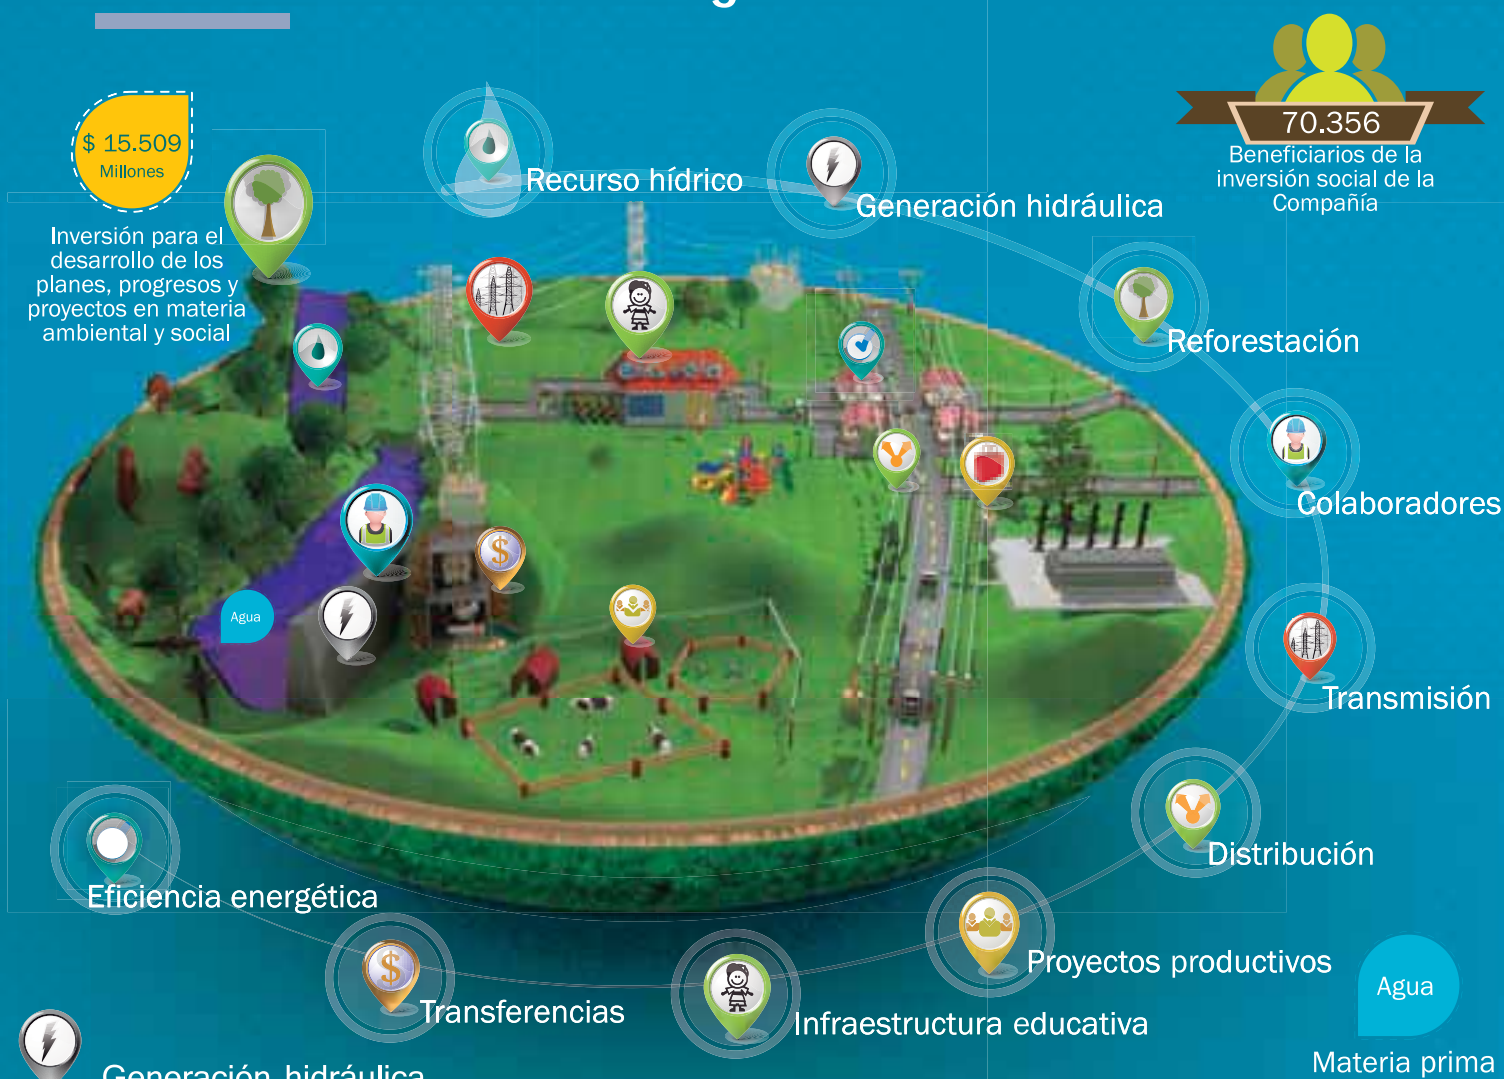 $ 15.509
Millones
Inversión para el
desarrollo de los
planes, progresos y
proyectos en materia
ambiental y social
Recurso hídrico
Generación hidráulica
70.356
Beneficiarios de la
inversión social de la
Compañía
Reforestación
Colaboradores
Transmisión
Distribución
Proyectos productivos
Infraestructura educativa
Transferencias
Eficiencia energética
$
Agua
$
Agua
Materia prima
Generación hidráulica